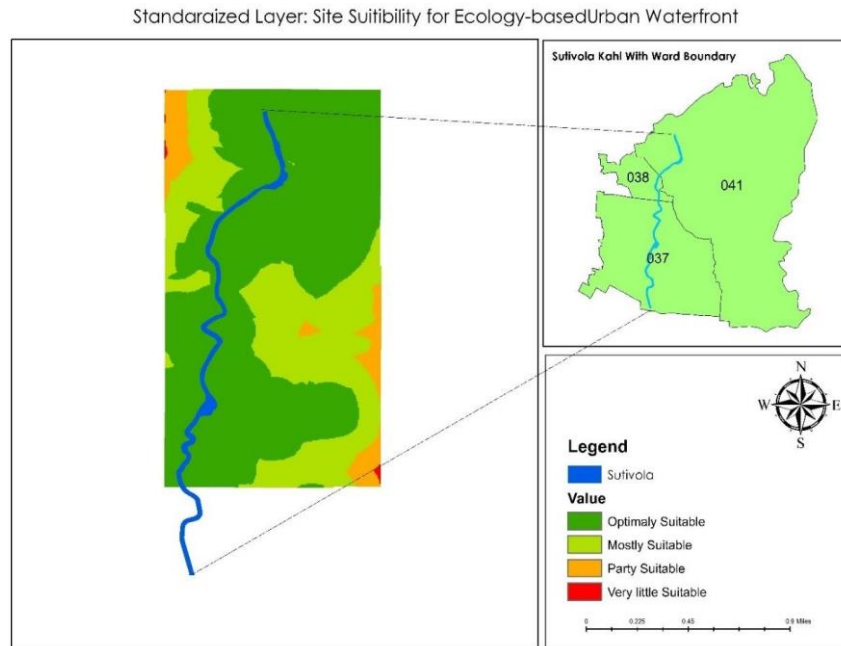 Standaraized Layer: Site Suitibility for Ecology-basedUrban Waterfront
Sutivola Kahl With Ward Boundary
038
041
037
N
W
E
S
Legend
Sutivola
Value
Optimaly Suitable
Mostly Suitable
Party Suitable
Very little Suitable
0 0.225 0.45 0.9 Miles